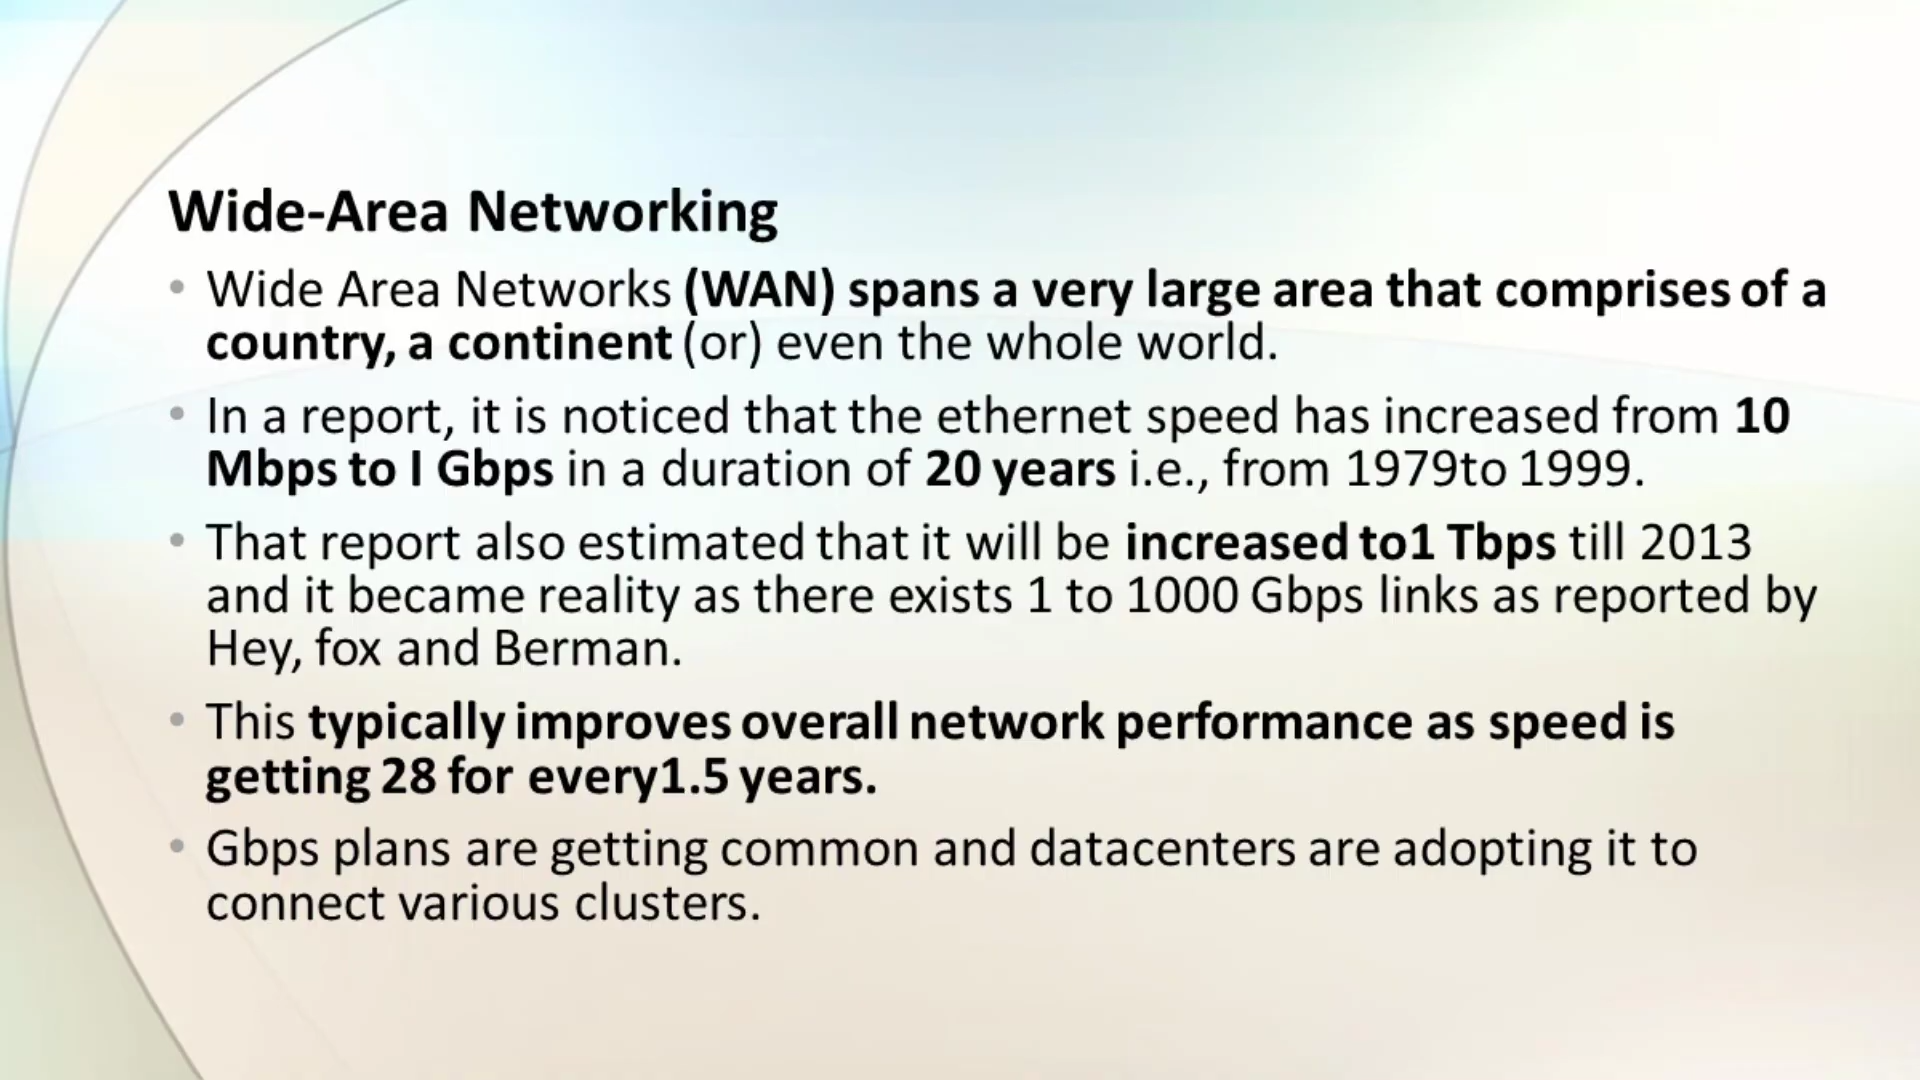 Wide-Area Networking
• Wide Area Networks (WAN) spans a very large area that comprises of a
country, a continent (or) even the whole world.
• In a report, it is noticed that the ethernet speed has increased from 10
Mbps to I Gbps in a duration of 20 years i.e., from 1979to 1999.
• That report also estimated that it will be increased to1 Tbps till 2013
and it became reality as there exists 1 to 1000 Gbps links as reported by
Hey, fox and Berman.
• This typically improves overall network performance as speed is
getting 28 for every1.5 years.
• Gbps plans are getting common and datacenters are adopting it to
connect various clusters.